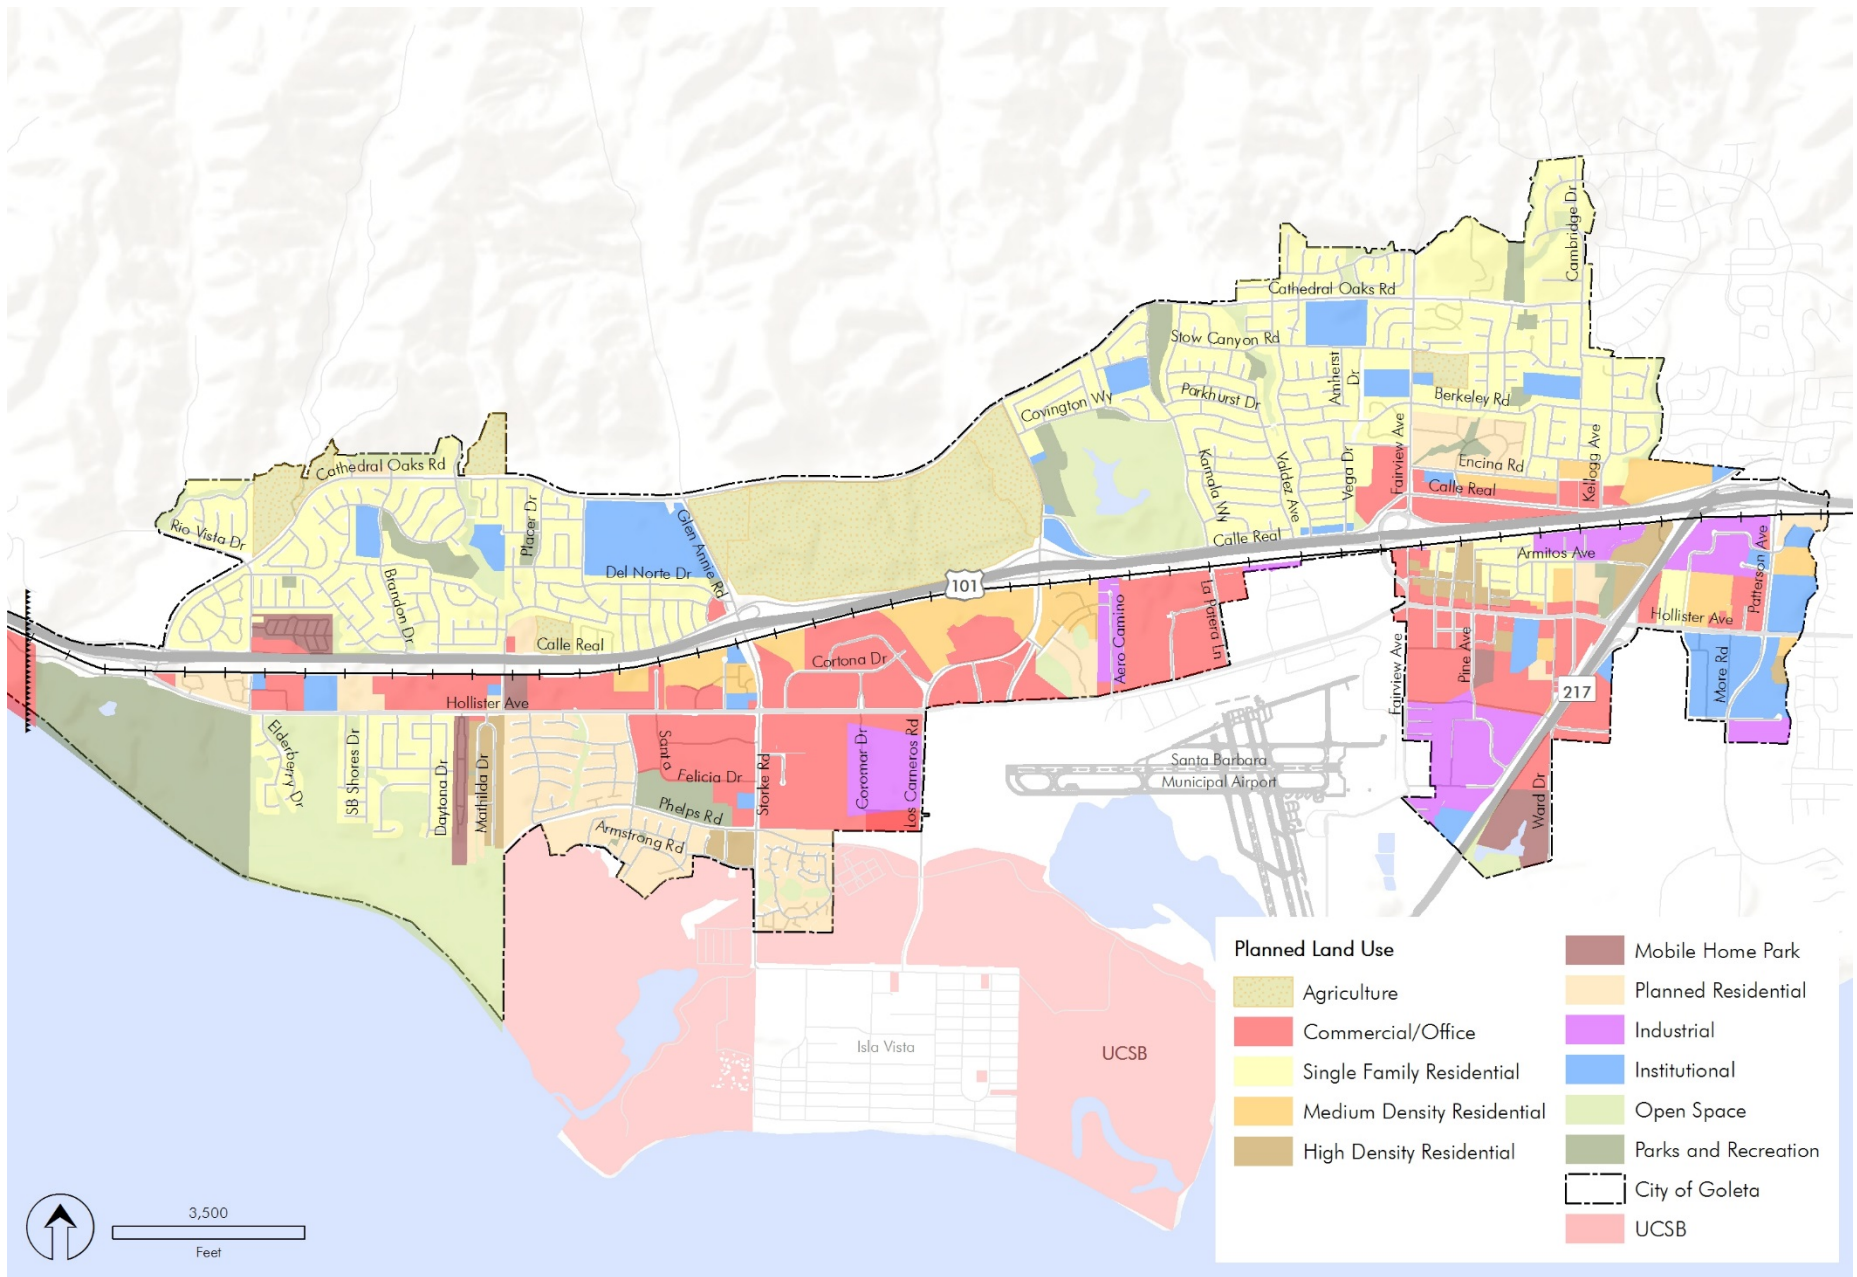 Cambridge Dr
Cathedral Oaks Rd
Stow Canyon Rd
Amherst
Dr
Parkhurst Dr
Berkeley Rd
Covington Wy
Fairview Ave
Kellogg Ave
Cathedral Oaks Rd
Kamala Wy
Valdez Ave
Vega Dr
Encina Rd
Calle Real
Rio Vista Dr
Placer Dr
Glen Annie Rd
Calle Real
Armitos Ave
Patterson Ave
Del Norte Dr
101
Brandon Dr
Aero Camino
La Patera Ln
Hollister Ave
Calle Real
Cortona Dr
Fairview Ave
Pine Ave
More Rd
217
Hollister Ave
Elderberry Dr
SB Shores Dr
Daytona Dr
Mathilda Dr
Santa
Felicia Dr
Storke Rd
Coromar Dr
Los Carneros Rd
Santa Barbara
Municipal Airport
Ward Dr
Phelps Rd
Armstrong Rd
Isla Vista
UCSB
Planned Land Use
Agriculture
Commercial/Office
Single Family Residential
Medium Density Residential
High Density Residential
Mobile Home Park
Planned Residential
Industrial
Institutional
Open Space
Parks and Recreation
City of Goleta
UCSB
3,500
Feet